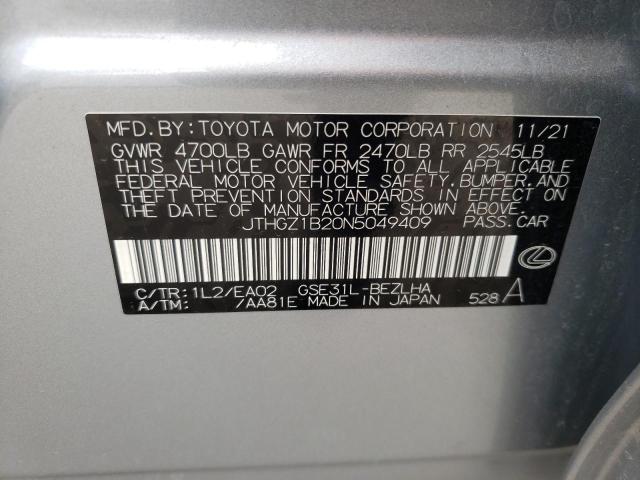 MFD.BY:TOYOTA MOTOR CORPORATION 11/21
GVWR 4700LB GAWR FR 2470LB RR 2545LB
THIS VEHICLE CONFORMS TO ALL APPLICABLE
FEDERAL MOTOR VEHICLE SAFETY,BUMPER,AND
THEFT PREVENTION STANDARDS IN EFFECT ON
THE DATE OF MANUFACTURE SHOWN ABOVE.
JTHGZ1B20N5049409 PASS.CAR
C/TR:1L2/EA02 GSE31L-BEZLHA
A/TM: 7AA81E MADE IN JAPAN 528 A